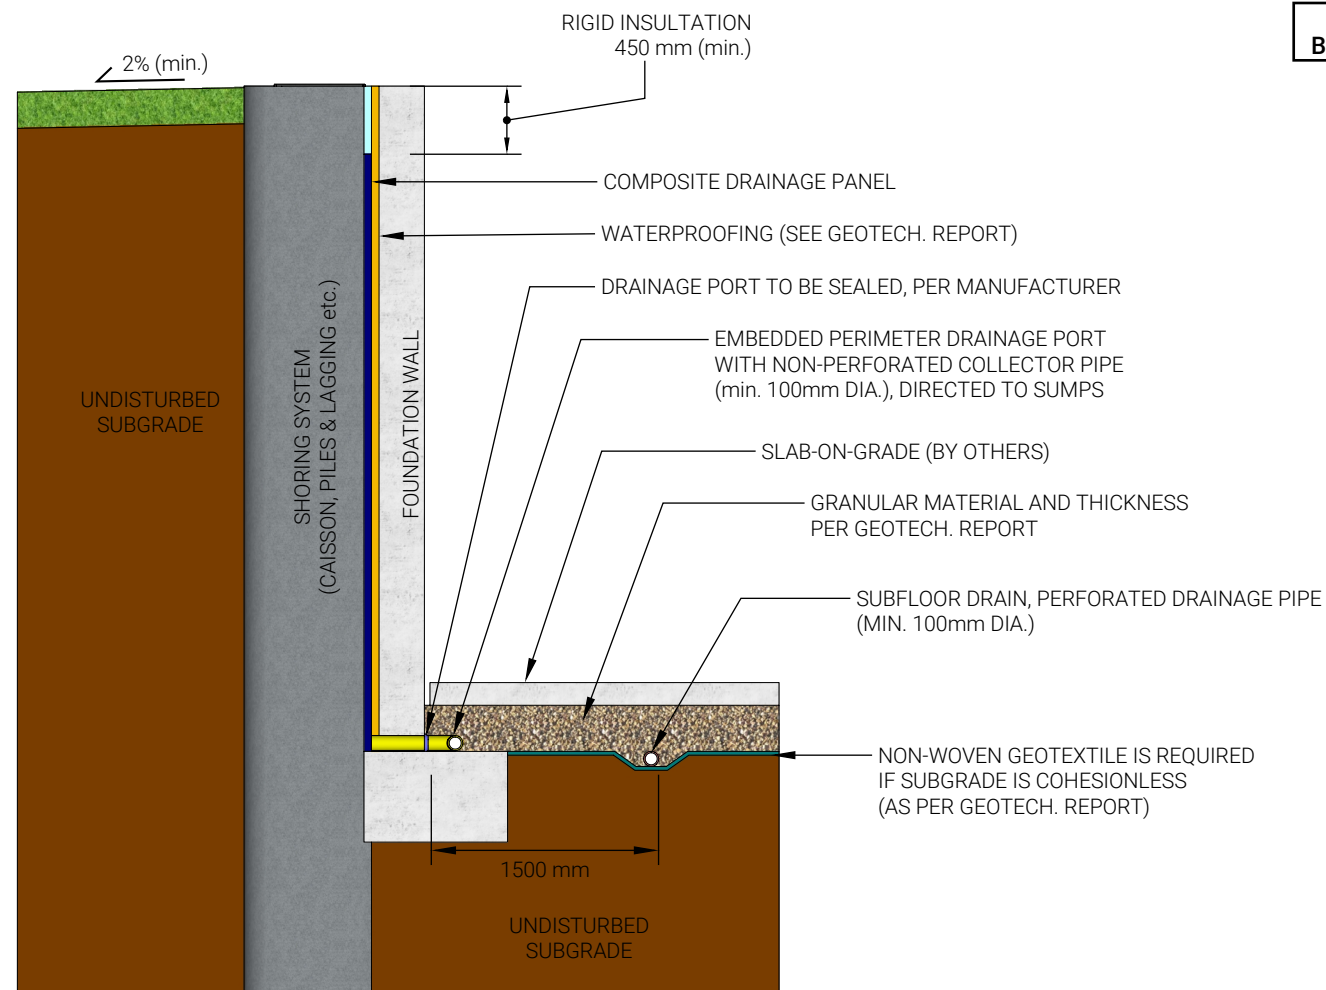 RIGID INSULTATION
450 mm (min.)
B
2% (min.)
COMPOSITE DRAINAGE PANEL
WATERPROOFING (SEE GEOTECH. REPORT)
DRAINAGE PORT TO BE SEALED, PER MANUFACTURER
EMBEDDED PERIMETER DRAINAGE PORT
WITH NON-PERFORATED COLLECTOR PIPE
(min. 100mm DIA.), DIRECTED TO SUMPS
UNDISTURBED
SUBGRADE
SHORING SYSTEM
(CAISSON, PILES & LAGGING etc.)
FOUNDATION WALL
SLAB-ON-GRADE (BY OTHERS)
GRANULAR MATERIAL AND THICKNESS
PER GEOTECH. REPORT
SUBFLOOR DRAIN, PERFORATED DRAINAGE PIPE
(MIN. 100mm DIA.)
NON-WOVEN GEOTEXTILE IS REQUIRED
IF SUBGRADE IS COHESIONLESS
(AS PER GEOTECH. REPORT)
1500 mm
UNDISTURBED
SUBGRADE